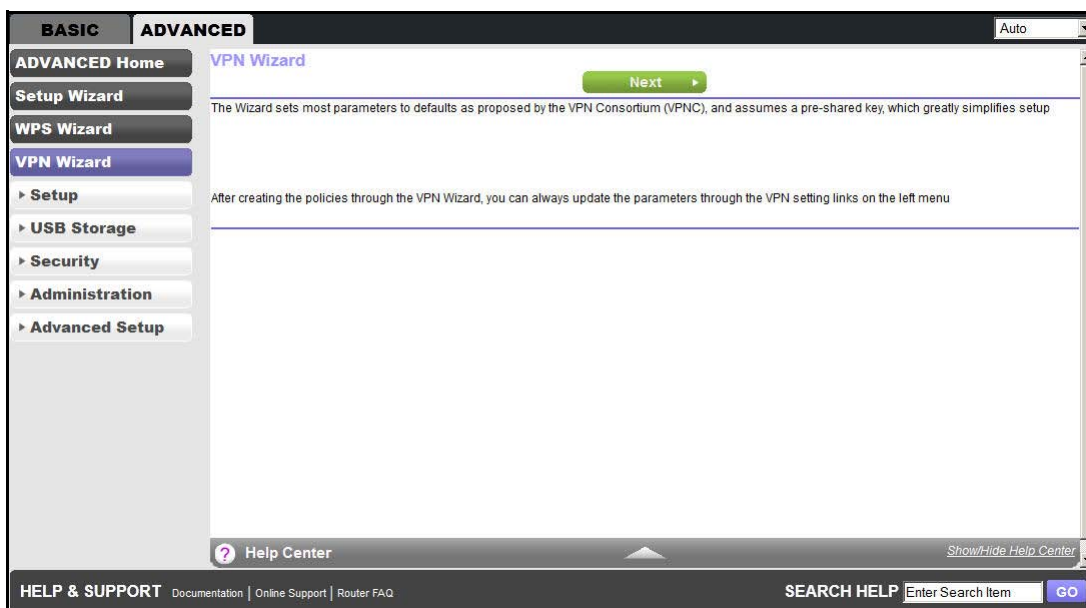 BASIC ADVANCED Auto
ADVANCED Home
Setup Wizard
WPS Wizard
VPN Wizard
Setup
USB Storage
Security
Administration
Advanced Setup
VPN Wizard
Next
The Wizard sets most parameters to defaults as proposed by the VPN Consortium (VPNC), and assumes a pre-shared key, which greatly simplifies setup
After creating the policies through the VPN Wizard, you can always update the parameters through the VPN setting links on the left menu
? Help Center Show/Hide Help Center
HELP & SUPPORT Documentation | Online Support | Router FAQ SEARCH HELP Enter Search Item GO